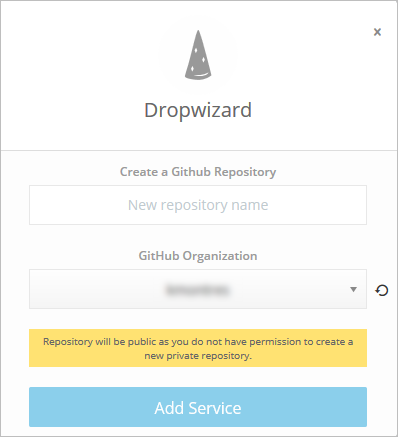 x
Dropwizard
Create a Github Repository
New repository name
GitHub Organization
Repository will be public as you do not have permission to create a
new private repository.
Add Service